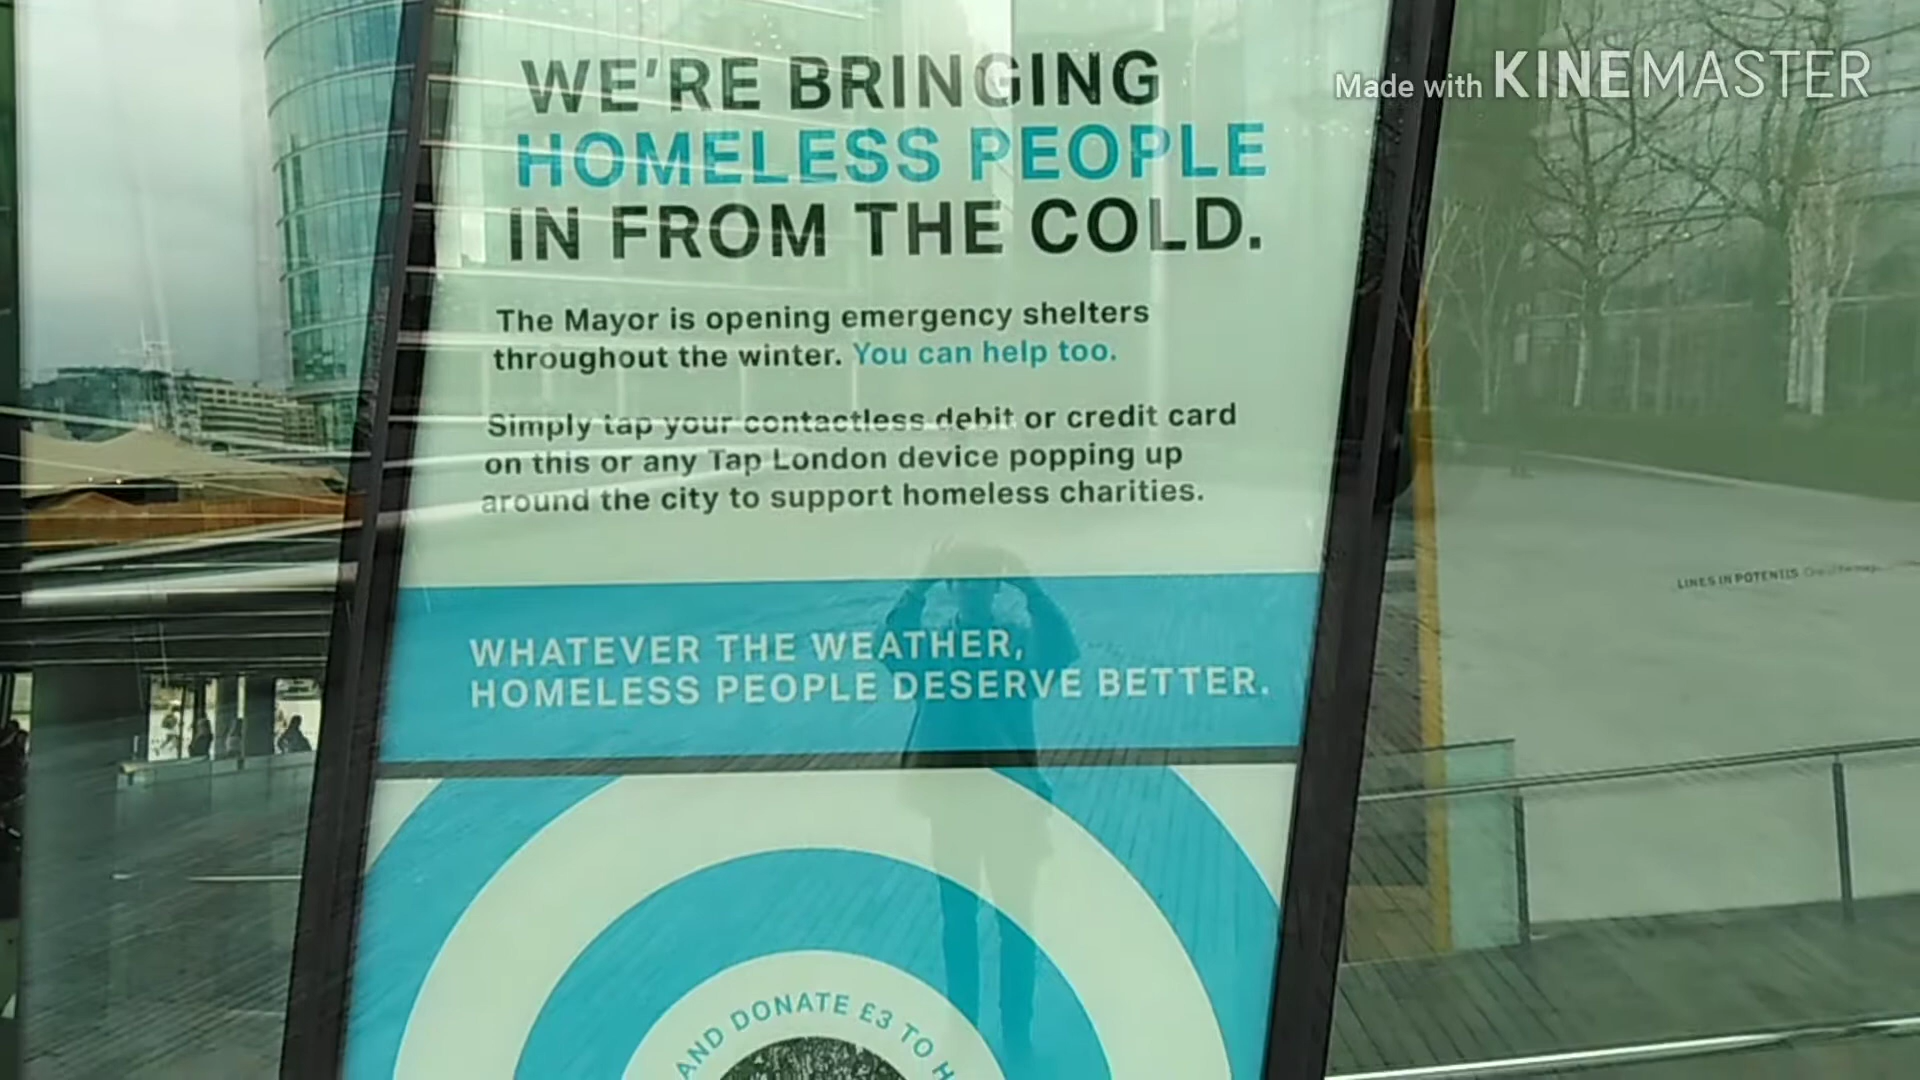 WE'RE BRINGING
HOMELESS PEOPLE
IN FROM THE COLD.
The Mayor is opening emergency shelters
throughout the winter. You can help too.
Simply tap your contactless debit or credit card
on this or any Tap London device popping up
around the city to support homeless charities.
WHATEVER THE WEATHER,
HOMELESS PEOPLE DESERVE BETTER.
AND DONATE £3 TO H
Made with KINEMASTER
LINES IN POTENTIS